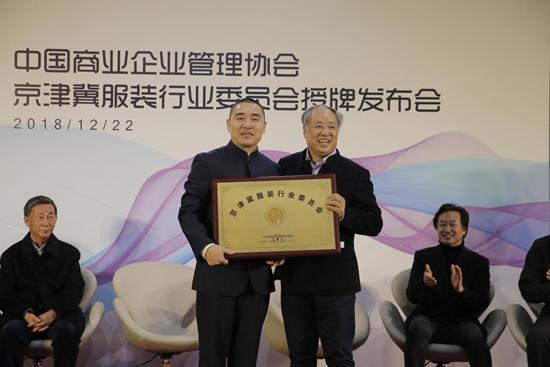 中国商业企业管理协会
京津冀服装行业委员会授牌发布会
2018/12/22
京津冀服装行业委员会